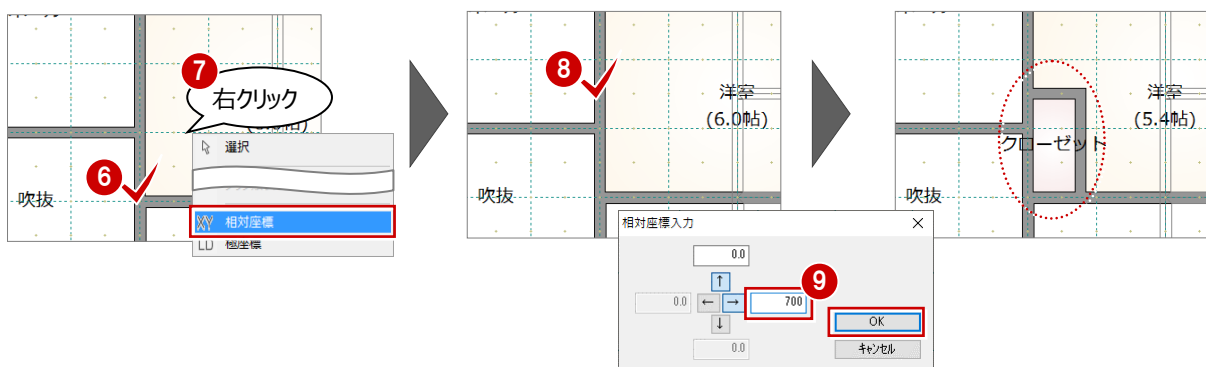 7
右クリック
選択
6
吹抜
XY 相対座標
LD 極座標
8
洋室
(6.0帖)
吹抜
相対座標入力
0.0
↑
0.0 ← → 700
9
↓
OK
0.0
キャンセル
洋室
(5.4帖)
クローゼット
吹抜